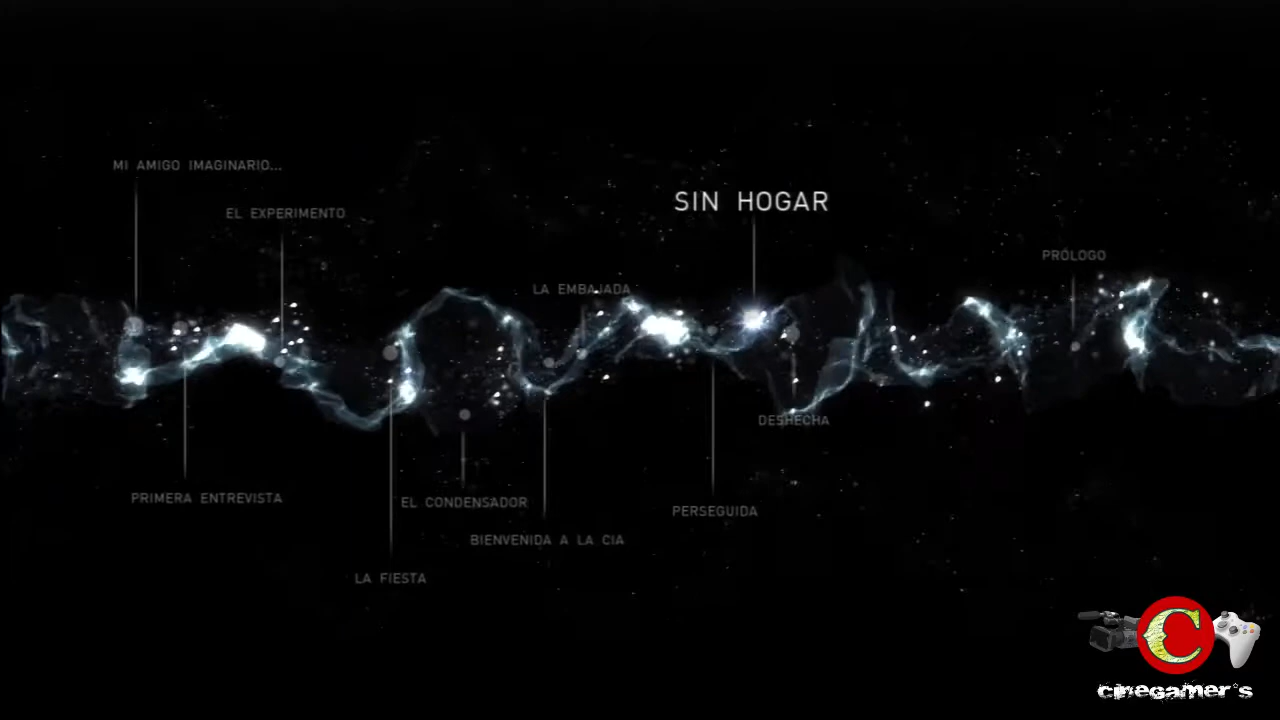 MI AMIGO IMAGINARIO...
EL EXPERIMENTO
SIN HOGAR
PRÓLOGO
LA EMBAJADA
DESHECHA
PRIMERA ENTREVISTA
EL CONDENSADOR
PERSEGUIDA
BIENVENIDA A LA CIA
LA FIESTA
C
cinegamer's